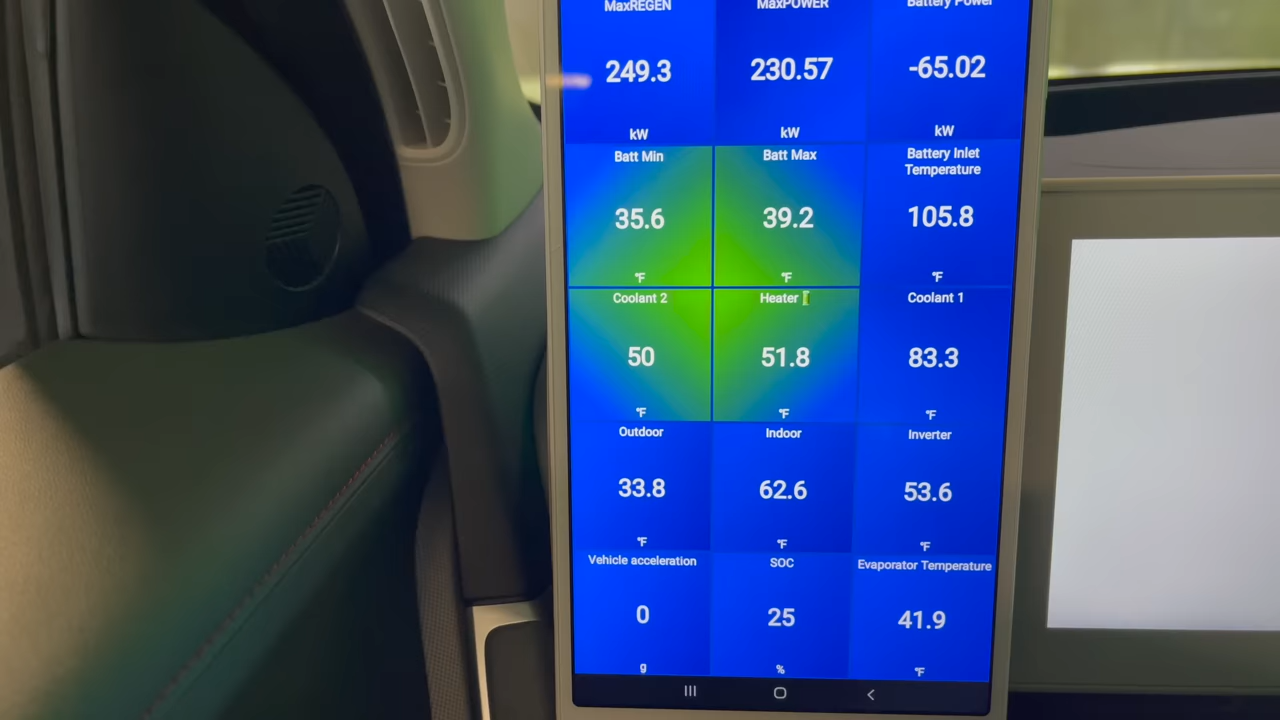 MaxREGEN
MaxPOWER
Battery Power
249.3
230.57
-65.02
kW
kW
kW
Batt Min
Batt Max
Battery Inlet
Temperature
35.6
39.2
105.8
°F
°F
°F
Coolant 2
Heater
Coolant 1
50
51.8
83.3
°F
°F
°F
Outdoor
Indoor
Inverter
33.8
62.6
53.6
°F
°F
°F
Vehicle acceleration
SOC
Evaporator Temperature
0
25
41.9
g
%
°F